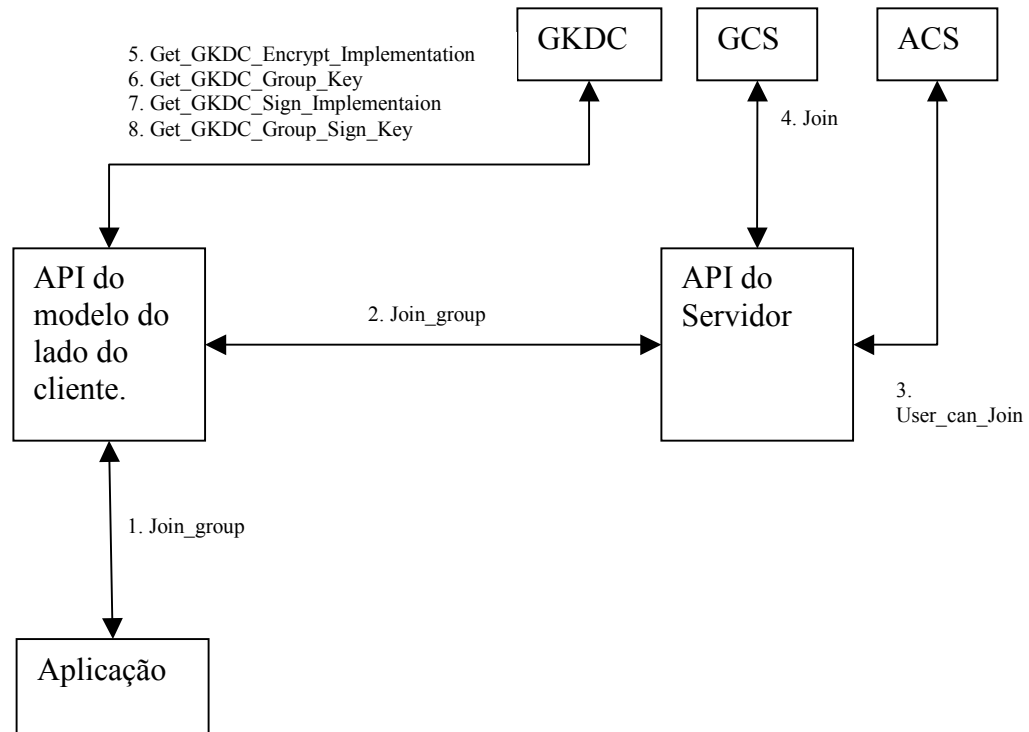 GKDC
GCS
ACS
5. Get_GKDC_Encrypt_Implementation
6. Get_GKDC_Group_Key
7. Get_GKDC_Sign_Implementaion
8. Get_GKDC_Group_Sign_Key
4. Join
API do
modelo do
lado do
cliente.
2. Join_group
API do
Servidor
3.
User_can_Join
1. Join_group
Aplicação